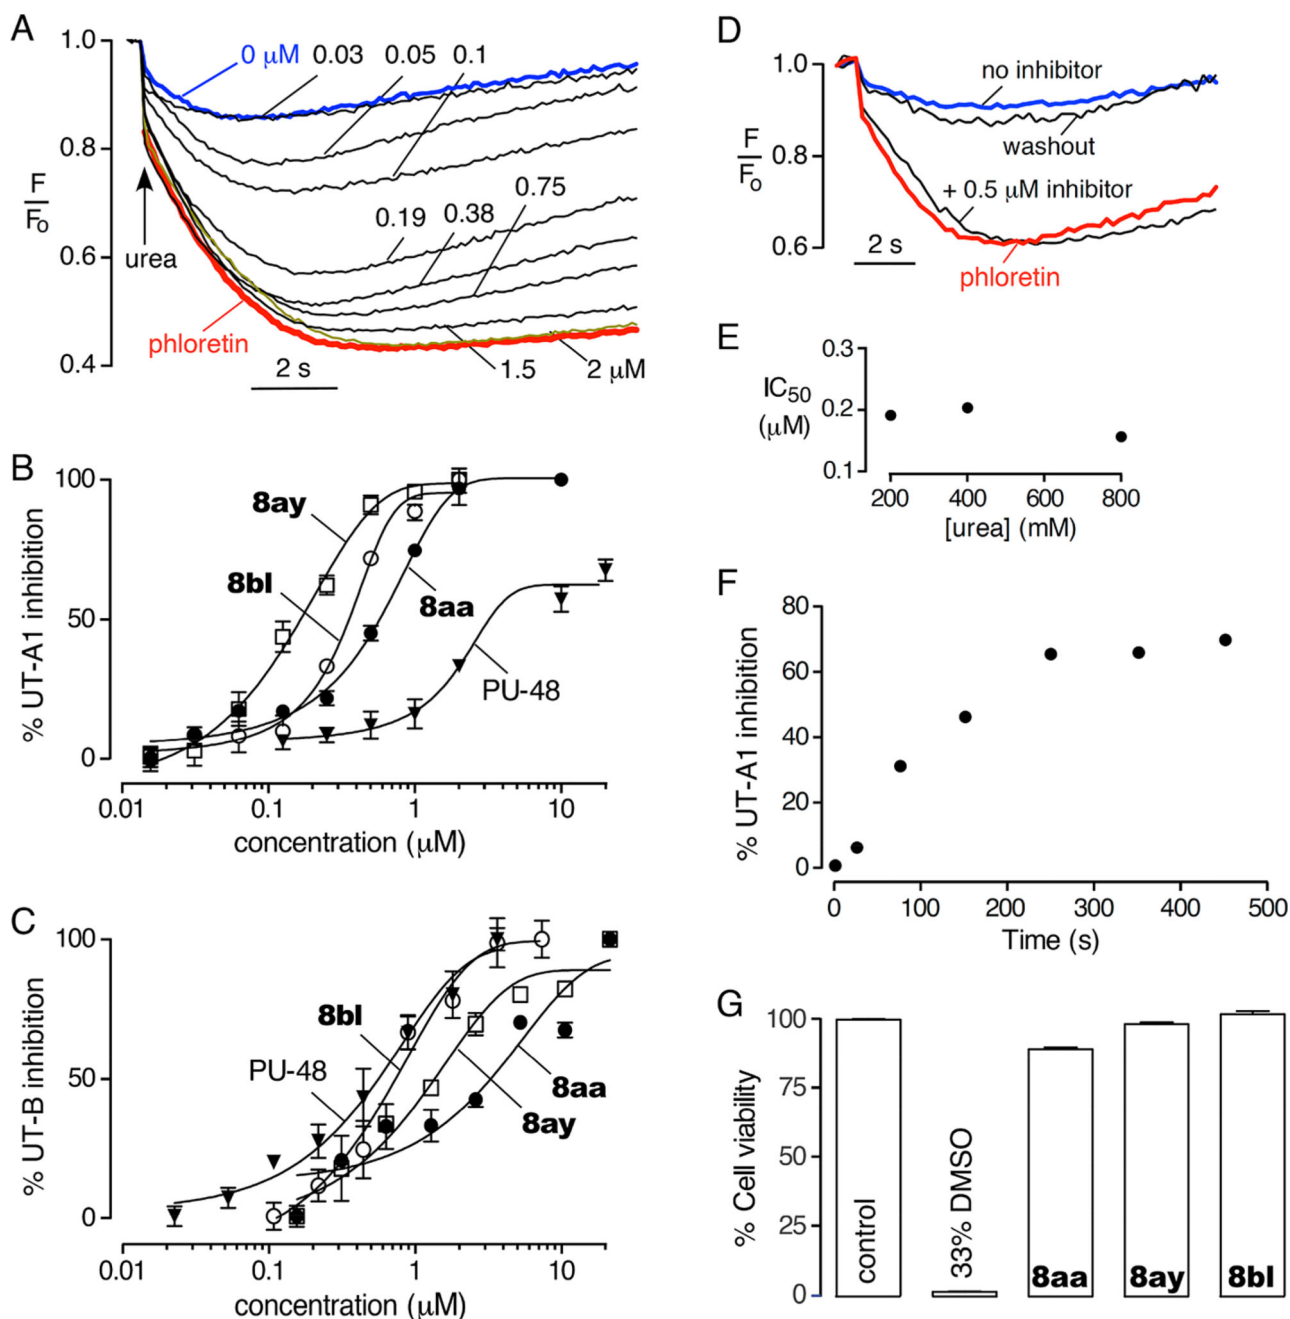 A
1.0
0 μM
0.03
0.05
0.1
0.8
F
Fo
0.75
0.19
0.38
urea
0.6
phloretin
0.4
2 s
1.5
2 μM
B
100
8ay
8bl
8aa
% UT-A1 inhibition
50
PU-48
0
0.01 0.1 1 10
concentration (μM)
C
100
8bl
PU-48
% UT-B inhibition
50
8aa
8ay
0
0.01 0.1 1 10
concentration (μM)
D
1.0
no inhibitor
F
Fo
0.8
washout
+ 0.5 μM inhibitor
0.6
2 s
phloretin
E
0.3
IC50
(μM)
0.2
0.1
200 400 600 800
[urea] (mM)
F
80
60
% UT-A1 inhibition
40
20
0
0 100 200 300 400 500
Time (s)
G
100
75
% Cell viability
50
25
0
control
33% DMSO
8aa
8ay
8bl